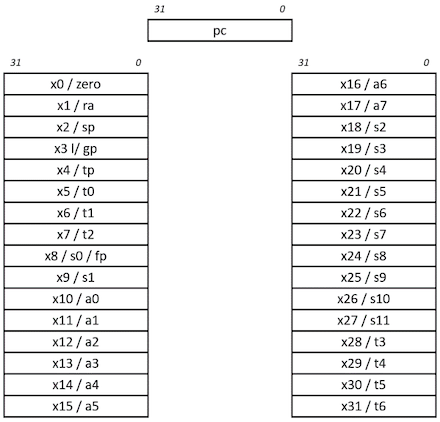 31 0
pc
31 0
x0 / zero
x1 / ra
x2 / sp
x3 l/ gp
x4 / tp
x5 / t0
x6 / t1
x7 / t2
x8 / s0 / fp
x9 / s1
x10 / a0
x11 / a1
x12 / a2
x13 / a3
x14 / a4
x15 / a5
31 0
x16 / a6
x17 / a7
x18 / s2
x19 / s3
x20 / s4
x21 / s5
x22 / s6
x23 / s7
x24 / s8
x25 / s9
x26 / s10
x27 / s11
x28 / t3
x29 / t4
x30 / t5
x31 / t6